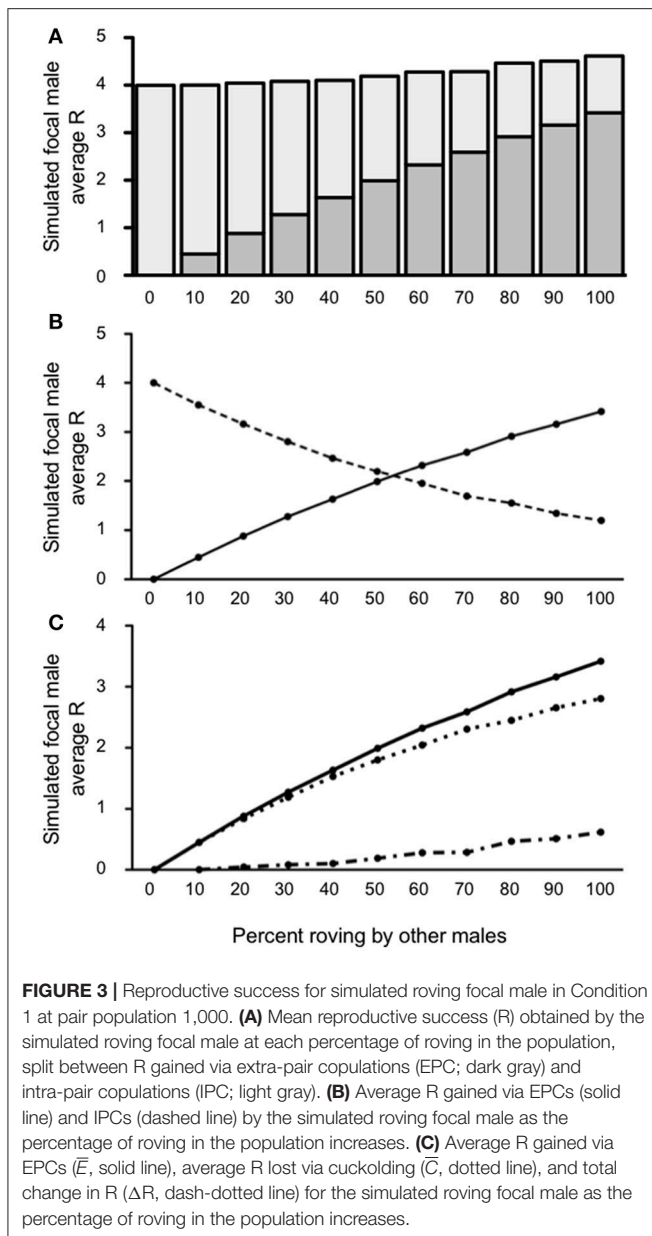 A
5
4
3
2
1
0
Simulated focal male
average R
0 10 20 30 40 50 60 70 80 90 100
B
5
4
3
2
1
0
Simulated focal male
average R
0 10 20 30 40 50 60 70 80 90 100
C
4
3
2
1
0
Simulated focal male
average R
0 10 20 30 40 50 60 70 80 90 100
Percent roving by other males
FIGURE 3 | Reproductive success for simulated roving focal male in Condition
1 at pair population 1,000. (A) Mean reproductive success (R) obtained by the
simulated roving focal male at each percentage of roving in the population,
split between R gained via extra-pair copulations (EPC; dark gray) and
intra-pair copulations (IPC; light gray). (B) Average R gained via EPCs (solid
line) and IPCs (dashed line) by the simulated roving focal male as the
percentage of roving in the population increases. (C) Average R gained via
EPCs (E̅, solid line), average R lost via cuckolding (C̅, dotted line), and total
change in R (ΔR, dash-dotted line) for the simulated roving focal male as the
percentage of roving in the population increases.